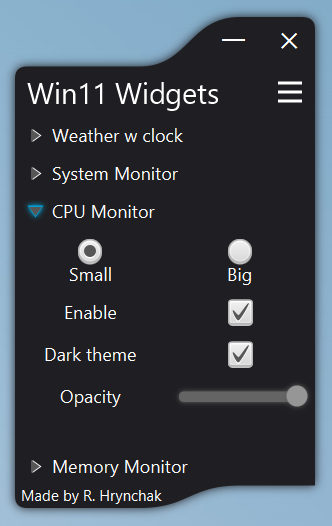 Win11 Widgets
Weather w clock
System Monitor
CPU Monitor
Small Big
Enable
Dark theme
Opacity
Memory Monitor
Made by R. Hrynchak